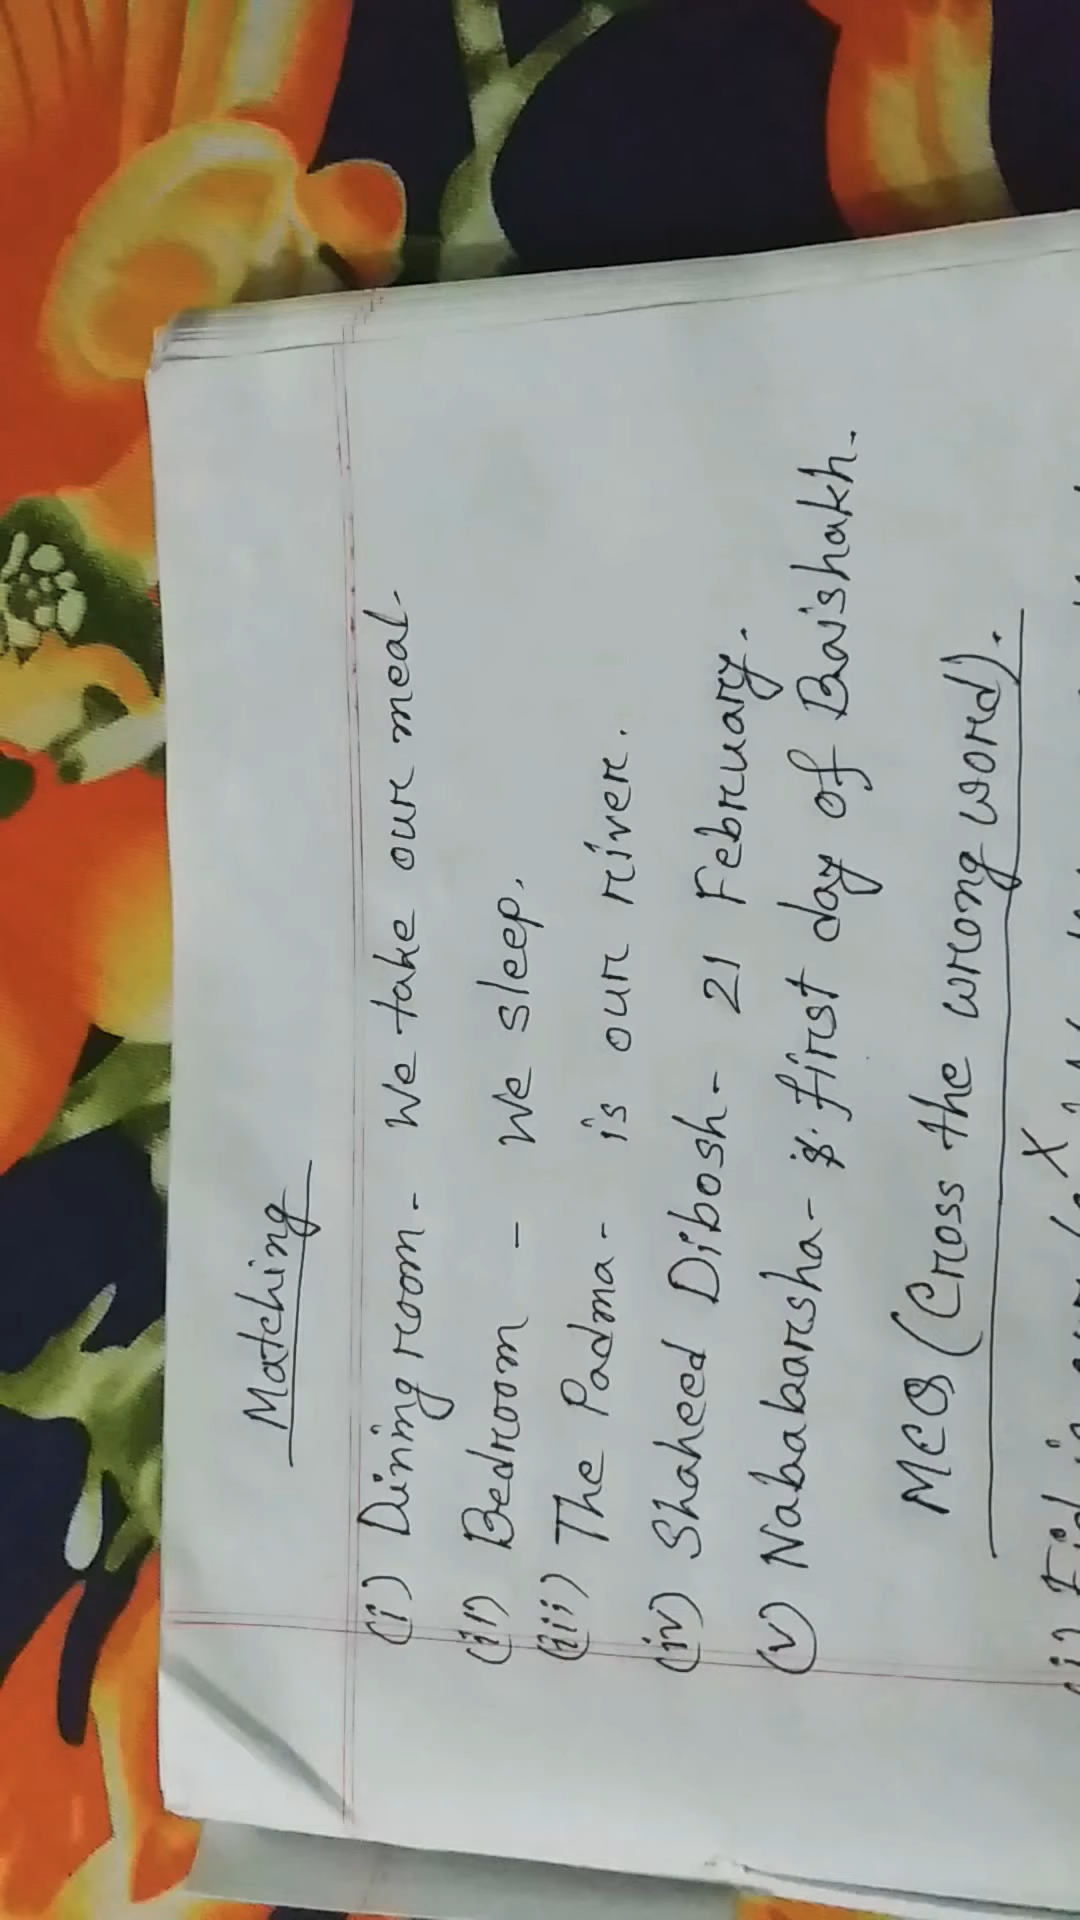 Matching
(i) Dining room - We take our meal.
(ii) Bedroom - We sleep.
(iii) The Padma - is our river.
(iv) Shaheed Dibosh - 21 February.
(v) Nababarsha - first day of Baishakh.
MCQ (Cross the wrong word).